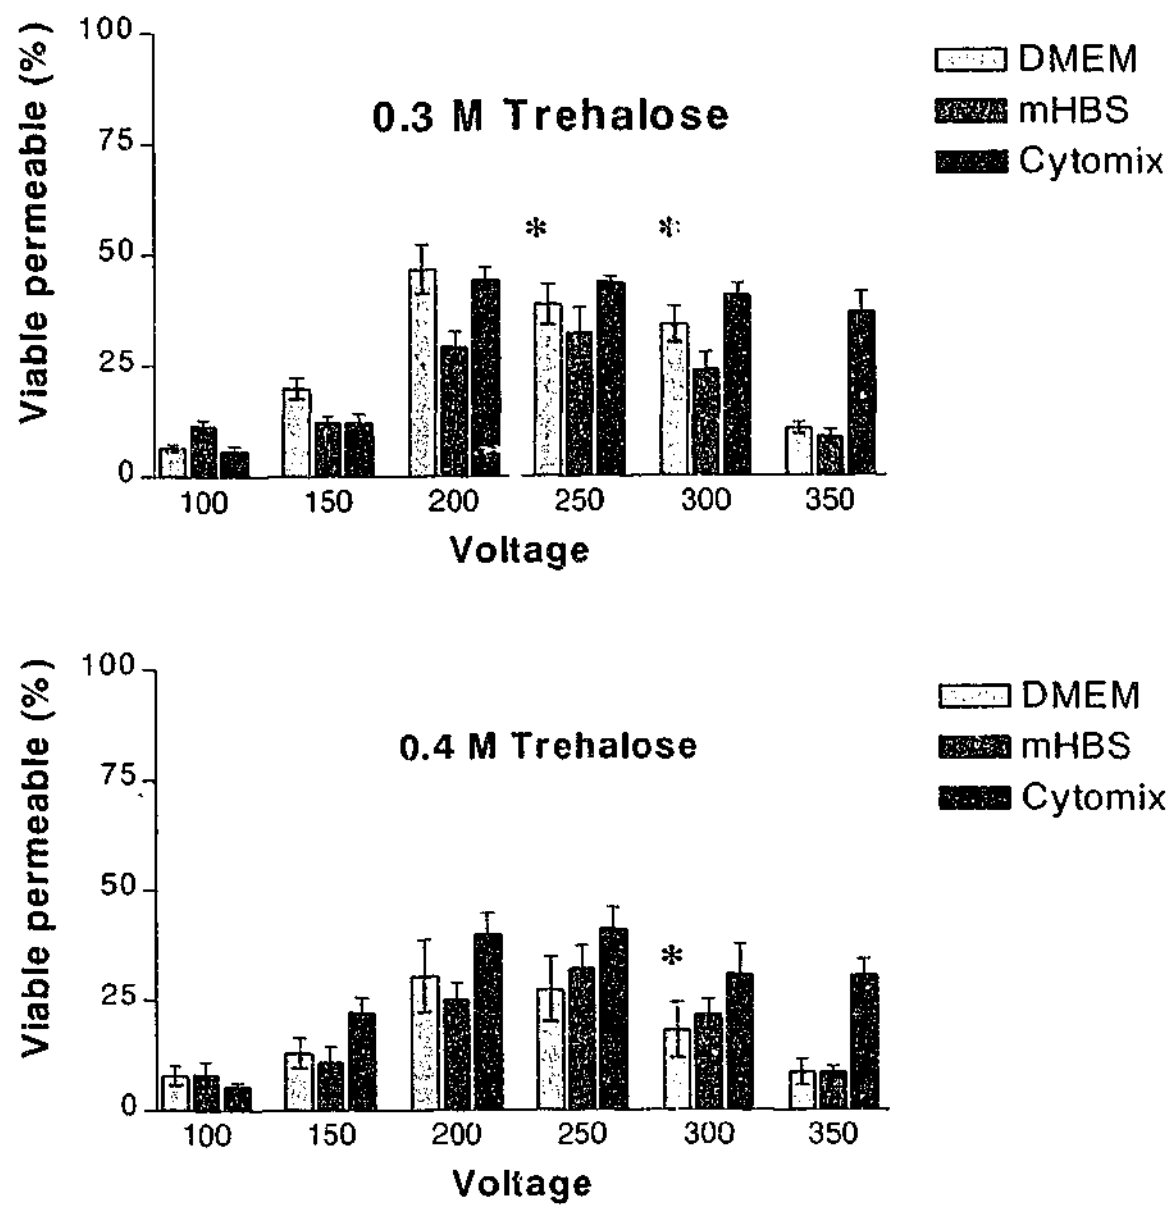 Viable permeable (%)
100
75
50
25
0
0.3 M Trehalose
DMEM
mHBS
Cytomix
*
*
100 150 200 250 300 350
Voltage
Viable permeable (%)
100
75
50
25
0
0.4 M Trehalose
DMEM
mHBS
Cytomix
*
100 150 200 250 300 350
Voltage